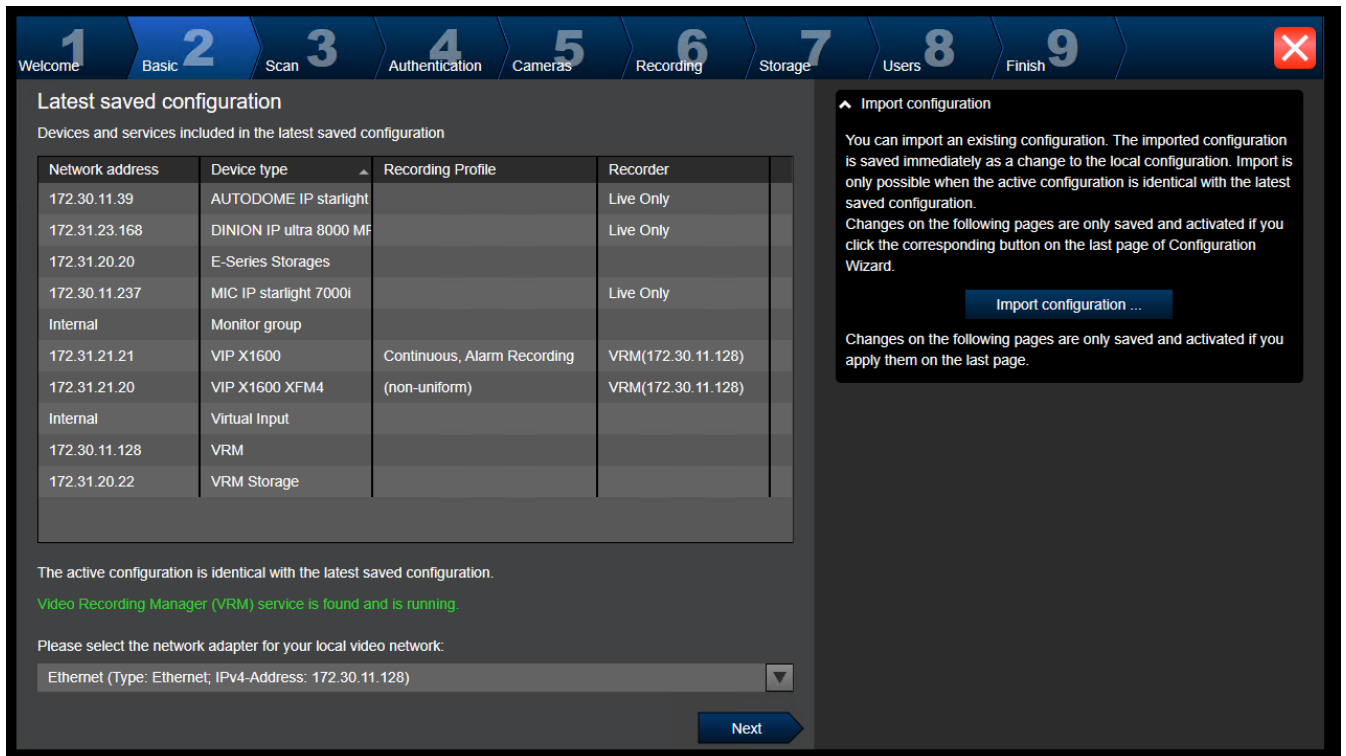 1 Welcome
2 Basic
3 Scan
4 Authentication
5 Cameras
6 Recording
7 Storage
8 Users
9 Finish
Latest saved configuration
Devices and services included in the latest saved configuration
Network address Device type Recording Profile Recorder
172.30.11.39 AUTODOME IP starlight Live Only
172.31.23.168 DINION IP ultra 8000 MF Live Only
172.31.20.20 E-Series Storages
172.30.11.237 MIC IP starlight 7000i Live Only
Internal Monitor group
172.31.21.21 VIP X1600 Continuous, Alarm Recording VRM(172.30.11.128)
172.31.21.20 VIP X1600 XFM4 (non-uniform) VRM(172.30.11.128)
Internal Virtual Input
172.30.11.128 VRM
172.31.20.22 VRM Storage
The active configuration is identical with the latest saved configuration.
Video Recording Manager (VRM) service is found and is running.
Please select the network adapter for your local video network:
Ethernet (Type: Ethernet; IPv4-Address: 172.30.11.128)
Next
Import configuration
You can import an existing configuration. The imported configuration
is saved immediately as a change to the local configuration. Import is
only possible when the active configuration is identical with the latest
saved configuration.
Changes on the following pages are only saved and activated if you
click the corresponding button on the last page of Configuration
Wizard.
Import configuration ...
Changes on the following pages are only saved and activated if you
apply them on the last page.